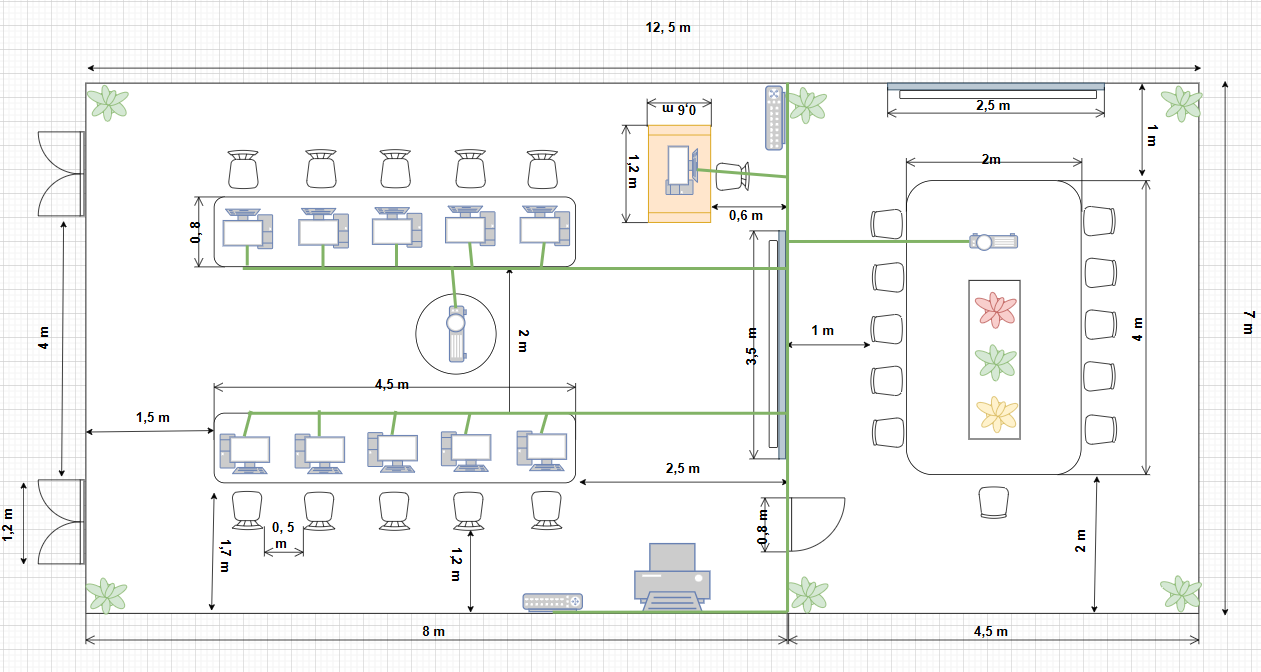 12, 5 m
2,5 m
0,6 m
1 m
1,2 m
2m
0,6 m
0, 8
4 m
2 m
3,5 m
1 m
4 m
7 m
4,5 m
1,5 m
2,5 m
1,2 m
0, 5
m
1,7 m
1,2 m
0,8 m
2 m
8 m
4,5 m